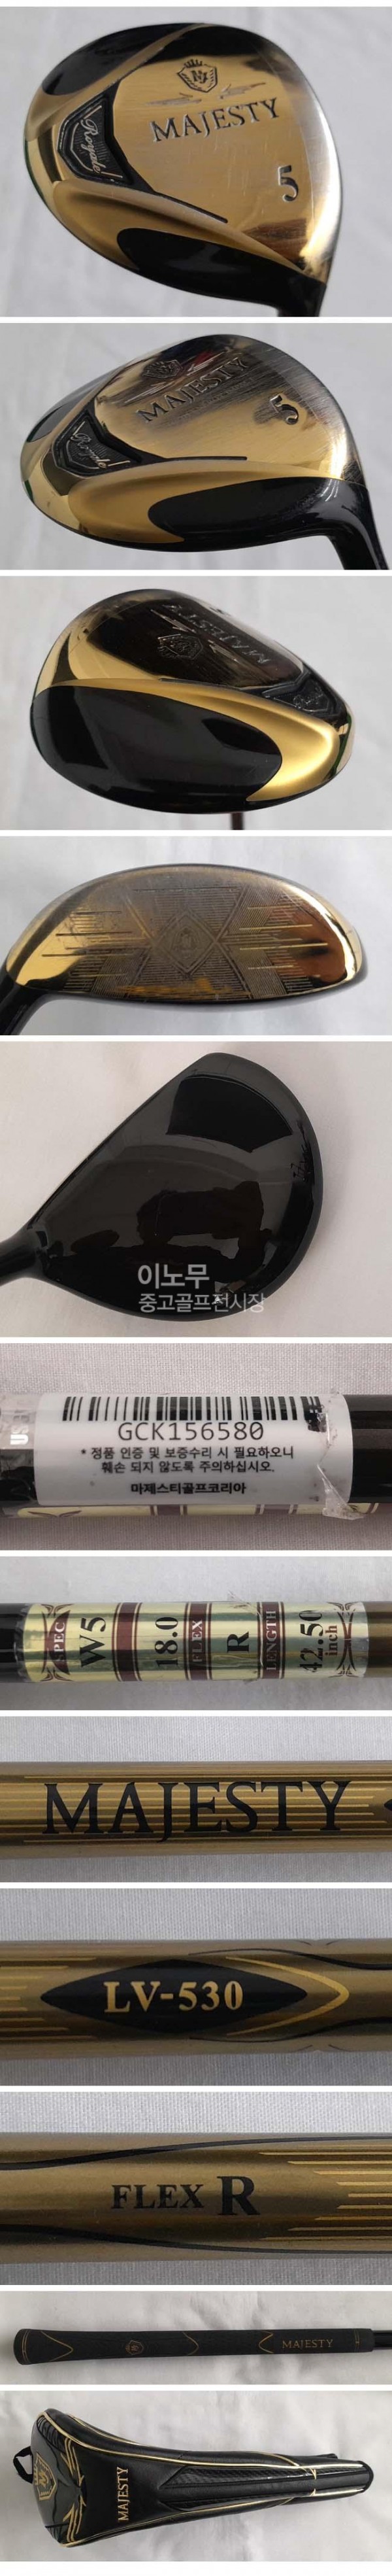 MAJESTY
Royale
5
MAJESTY
Royale
5
MAJESTY
이노무
중고골프전시장
GCK156580
* 정품 인증 및 보증수리 시 필요하오니
훼손 되지 않도록 주의하십시오.
마제스티골프코리아
SPEC W5 18.0 FLEX R LENGTH 42.50 inch
MAJESTY
LV-530
FLEX R
MAJESTY
MAJESTY